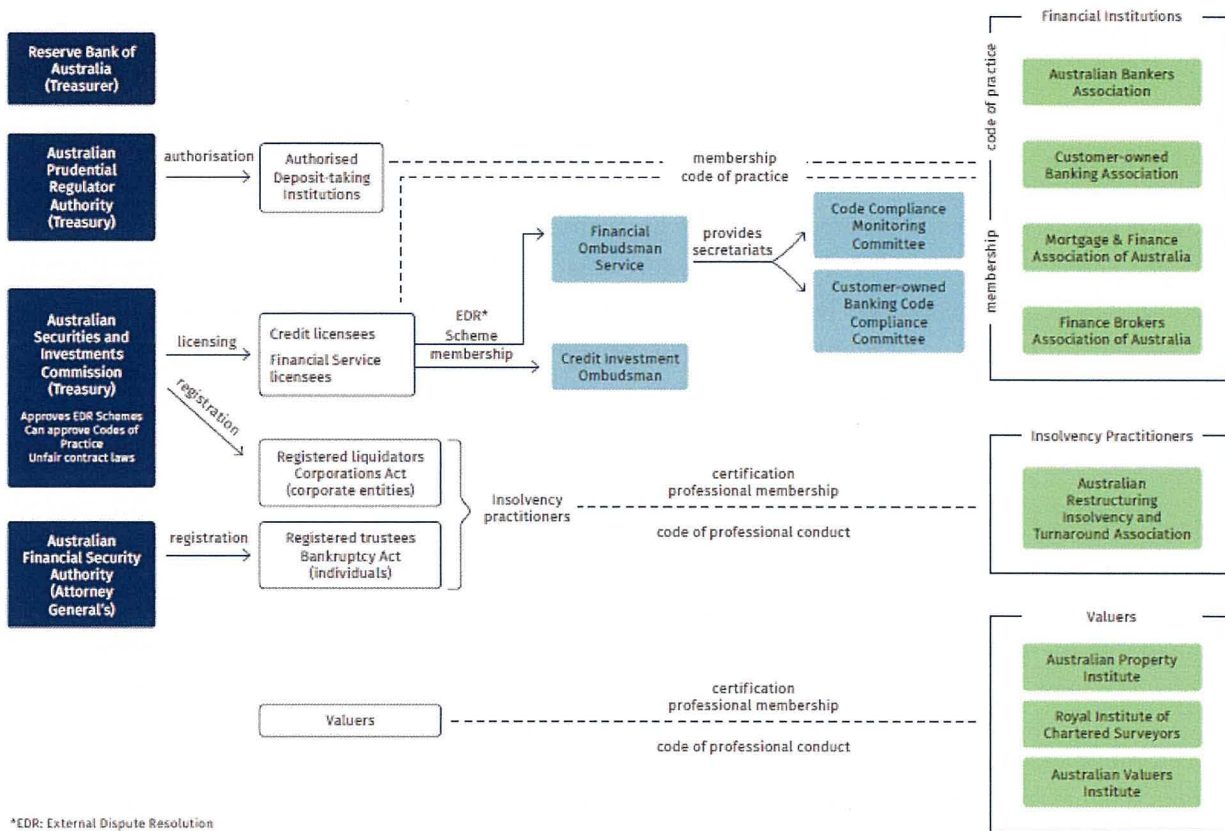 Reserve Bank of
Australia
(Treasurer)
Australian
Prudential
Regulator
Authority
(Treasury)
authorisation
Authorised
Deposit-taking
Institutions
membership
code of practice
Australian
Securities and
Investments
Commission
(Treasury)
Approves EDR Schemes
Can approve Codes of
Practice
Unfair contract laws
licensing
registration
Credit licensees
Financial Service
licensees
EDR*
Scheme
membership
Financial
Ombudsman
Service
Credit Investment
Ombudsman
provides
secretariats
Code Compliance
Monitoring
Committee
Customer-owned
Banking Code
Compliance
Committee
code of practice
membership
Financial Institutions
Australian Bankers
Association
Customer-owned
Banking Association
Mortgage & Finance
Association of Australia
Finance Brokers
Association of Australia
Registered liquidators
Corporations Act
(corporate entities)
Australian
Financial Security
Authority
(Attorney
General's)
registration
Registered trustees
Bankruptcy Act
(individuals)
Insolvency
practitioners
certification
professional membership
code of professional conduct
Insolvency Practitioners
Australian
Restructuring
Insolvency and
Turnaround Association
Valuers
certification
professional membership
code of professional conduct
Valuers
Australian Property
Institute
Royal Institute of
Chartered Surveyors
Australian Valuers
Institute
*EDR: External Dispute Resolution